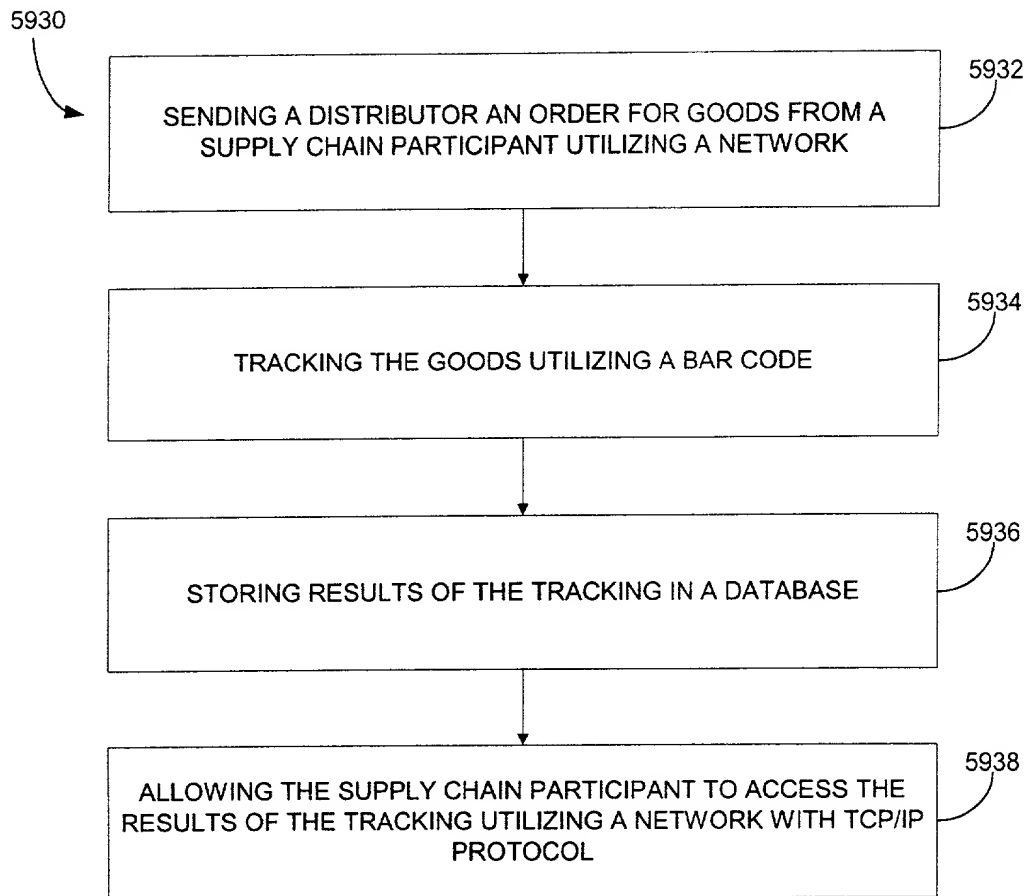 5930
5932
SENDING A DISTRIBUTOR AN ORDER FOR GOODS FROM A
SUPPLY CHAIN PARTICIPANT UTILIZING A NETWORK
5934
TRACKING THE GOODS UTILIZING A BAR CODE
5936
STORING RESULTS OF THE TRACKING IN A DATABASE
5938
ALLOWING THE SUPPLY CHAIN PARTICIPANT TO ACCESS THE
RESULTS OF THE TRACKING UTILIZING A NETWORK WITH TCP/IP
PROTOCOL